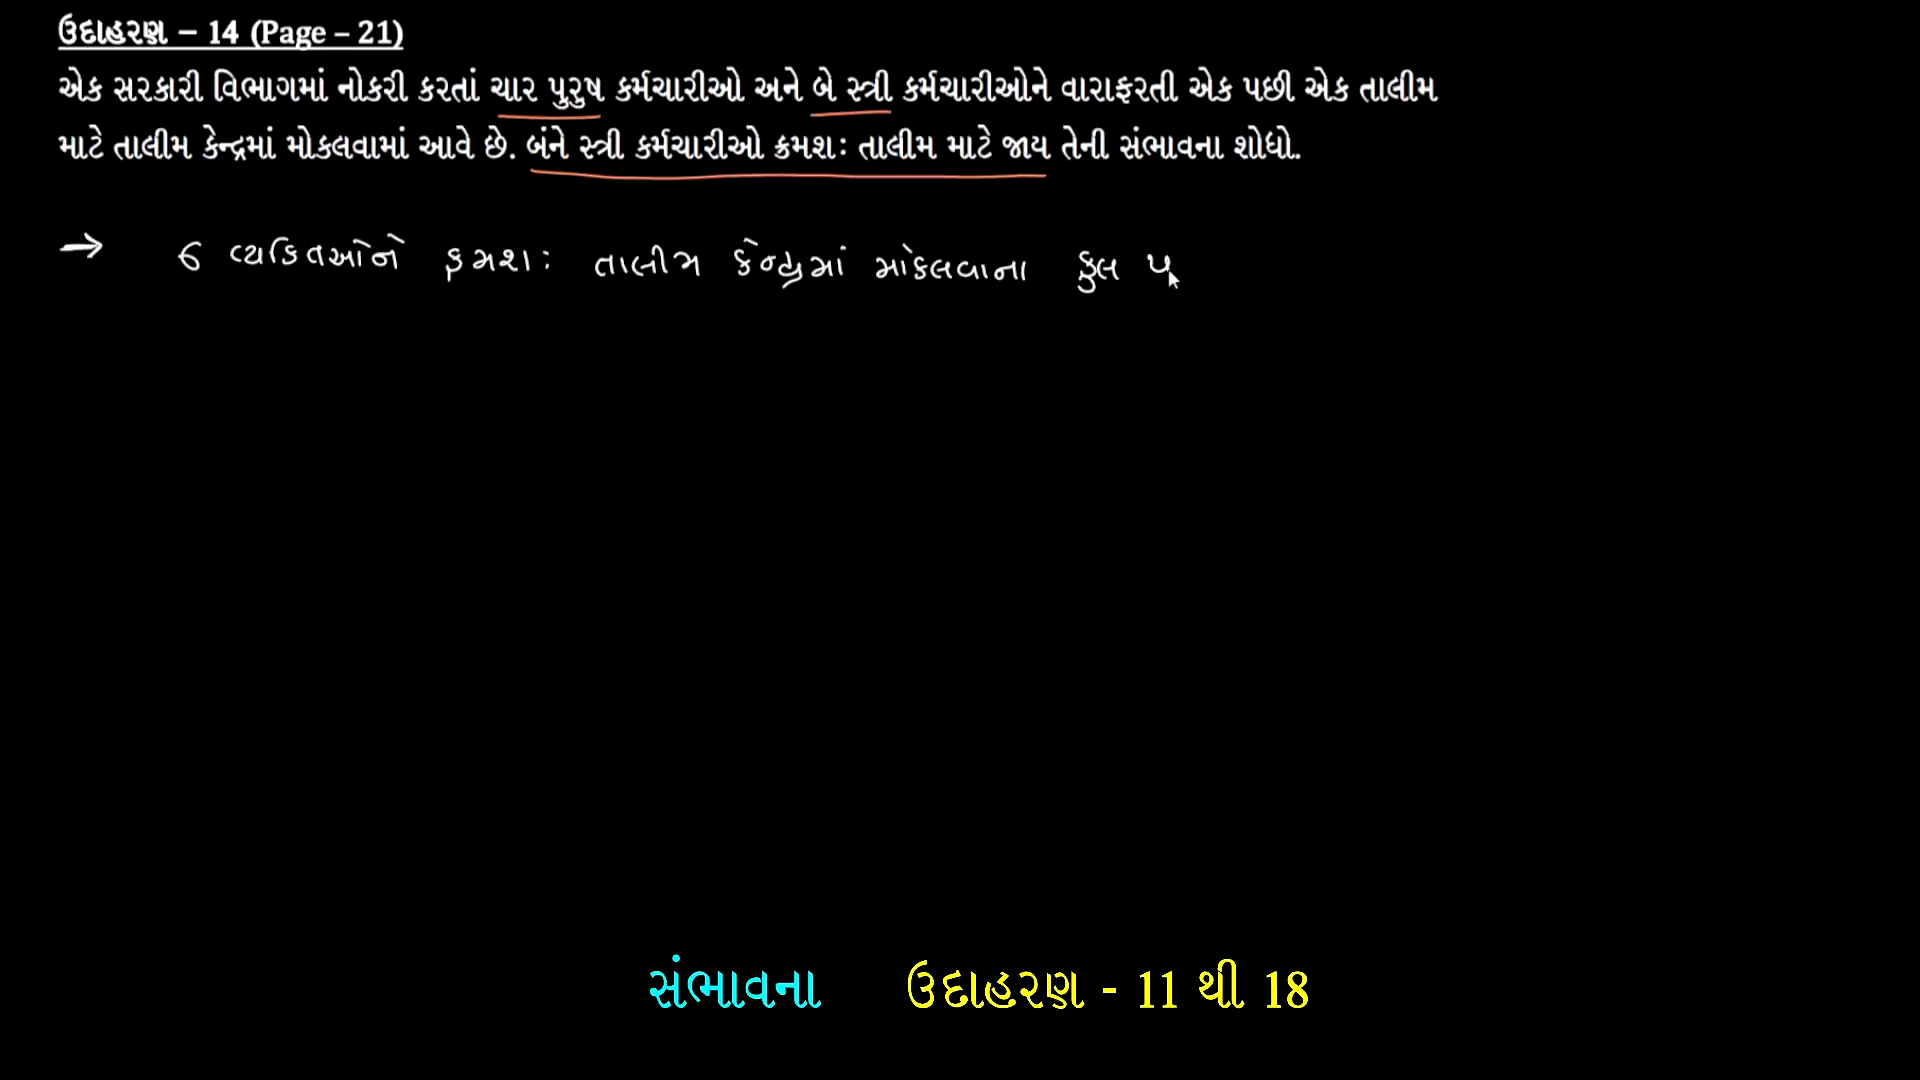 ઉદાહરણ – 14 (Page – 21)
એક સરકારી વિભાગમાં નોકરી કરતાં ચાર પુરુષ કર્મચારીઓ અને બે સ્ત્રી કર્મચારીઓને વારાફરતી એક પછી એક તાલીમ
માટે તાલીમ કેન્દ્રમાં મોકલવામાં આવે છે. બંને સ્ત્રી કર્મચારીઓ ક્રમશઃ તાલીમ માટે જાય તેની સંભાવના શોધો.
→ 6 વ્યકિતઓને ક્રમશઃ તાલીમ કેન્દ્રમાં મોકલવાના કુલ પ
સંભાવના ઉદાહરણ - 11 થી 18